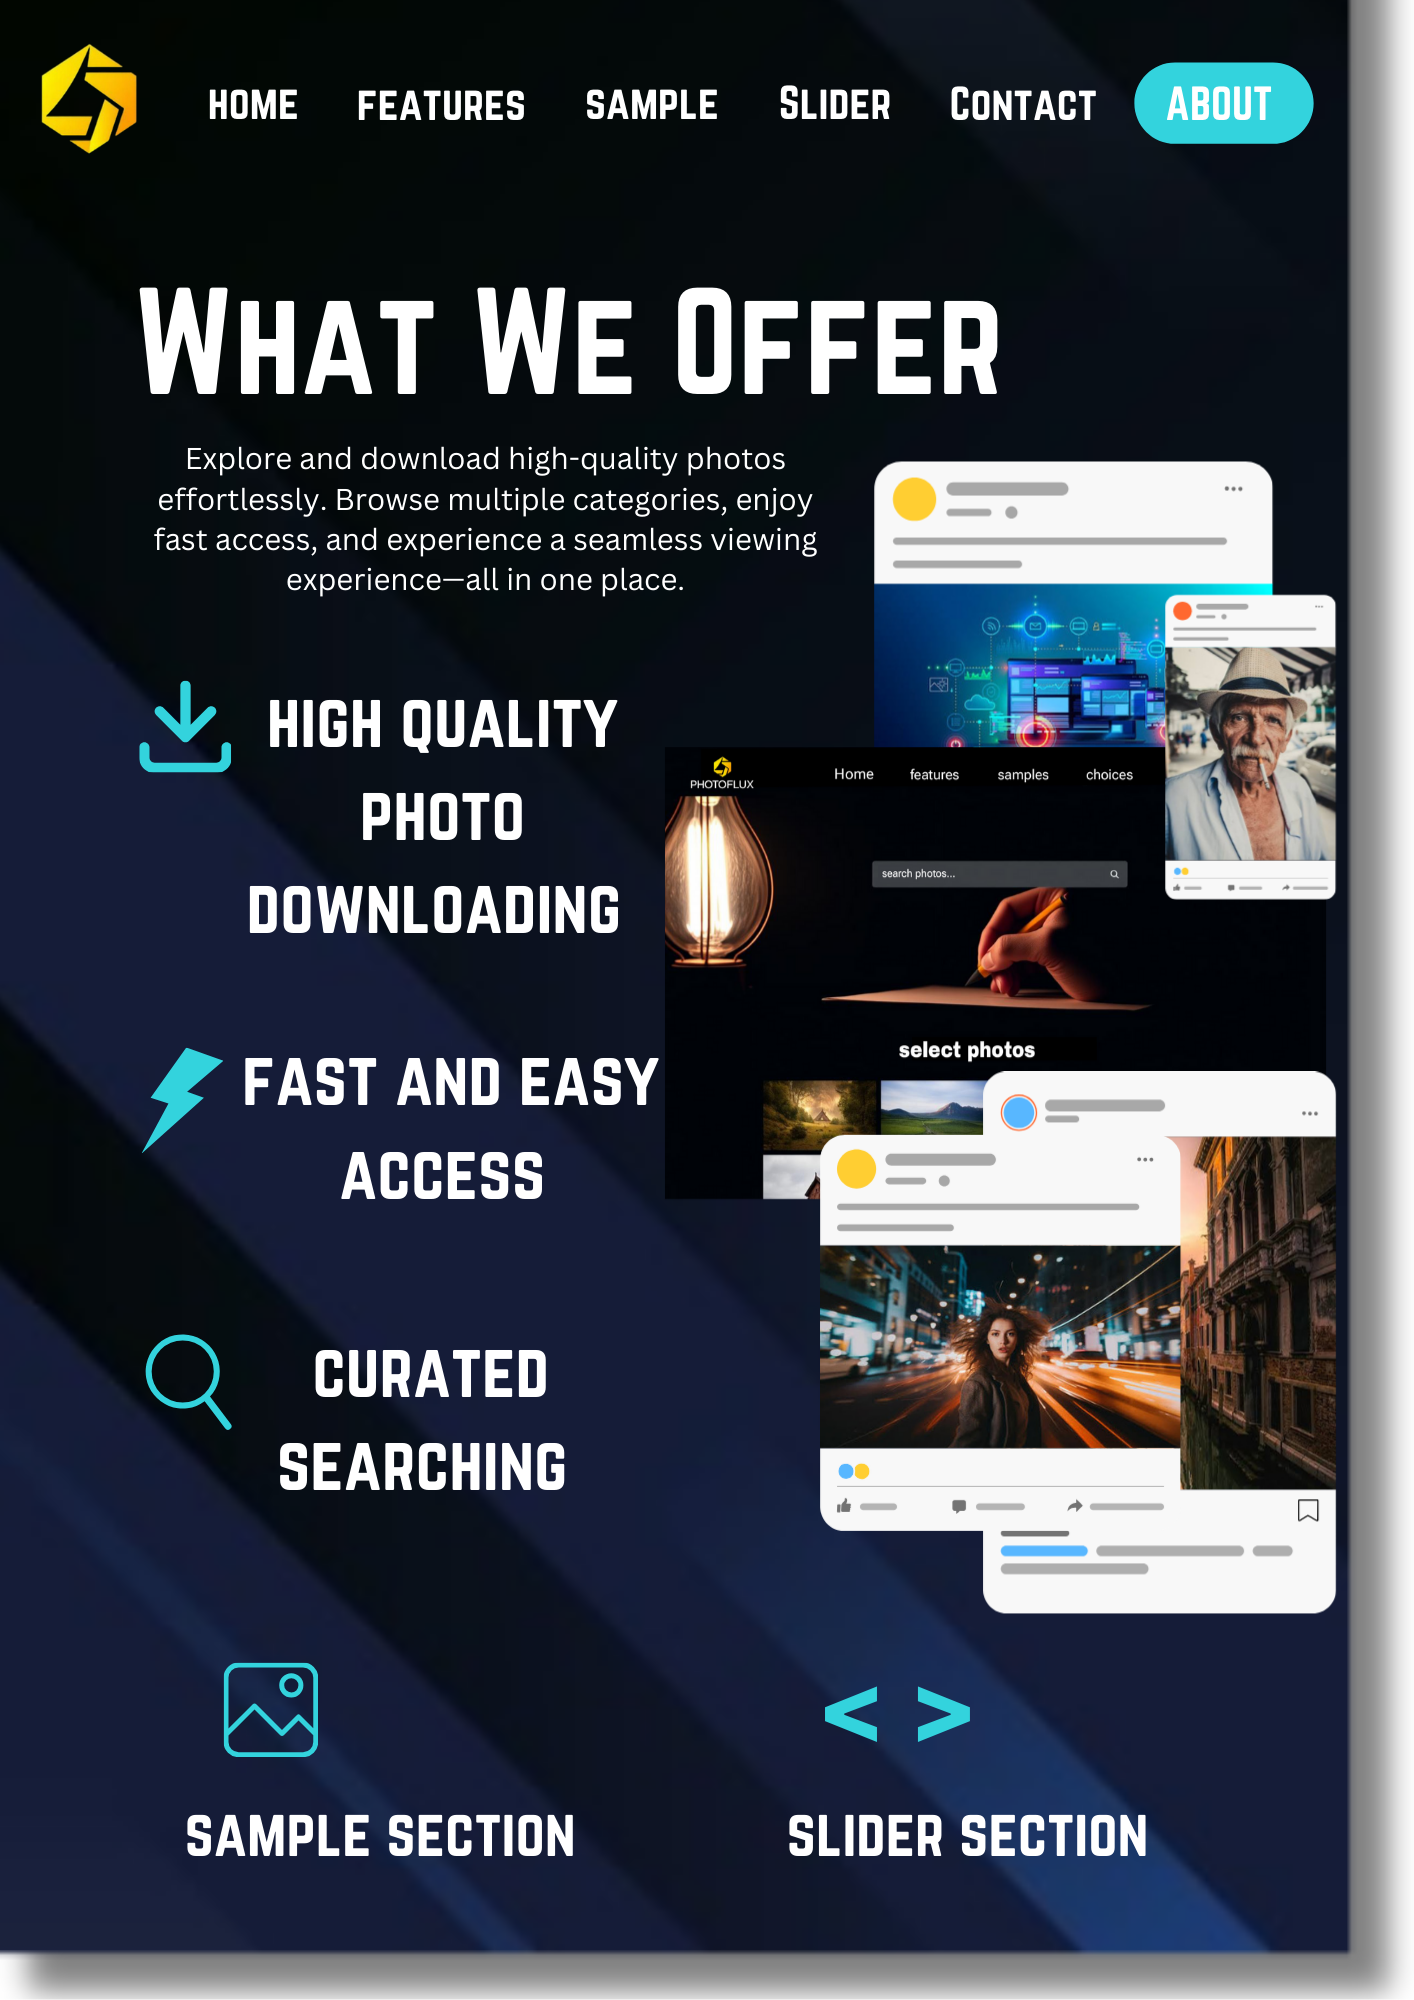 HOME FEATURES SAMPLE SLIDER CONTACT ABOUT
WHAT WE OFFER
Explore and download high-quality photos
effortlessly. Browse multiple categories, enjoy
fast access, and experience a seamless viewing
experience—all in one place.
HIGH QUALITY
PHOTO
DOWNLOADING
PHOTOFLUX Home features samples choices
search photos...
select photos
FAST AND EASY
ACCESS
CURATED
SEARCHING
< >
SAMPLE SECTION SLIDER SECTION